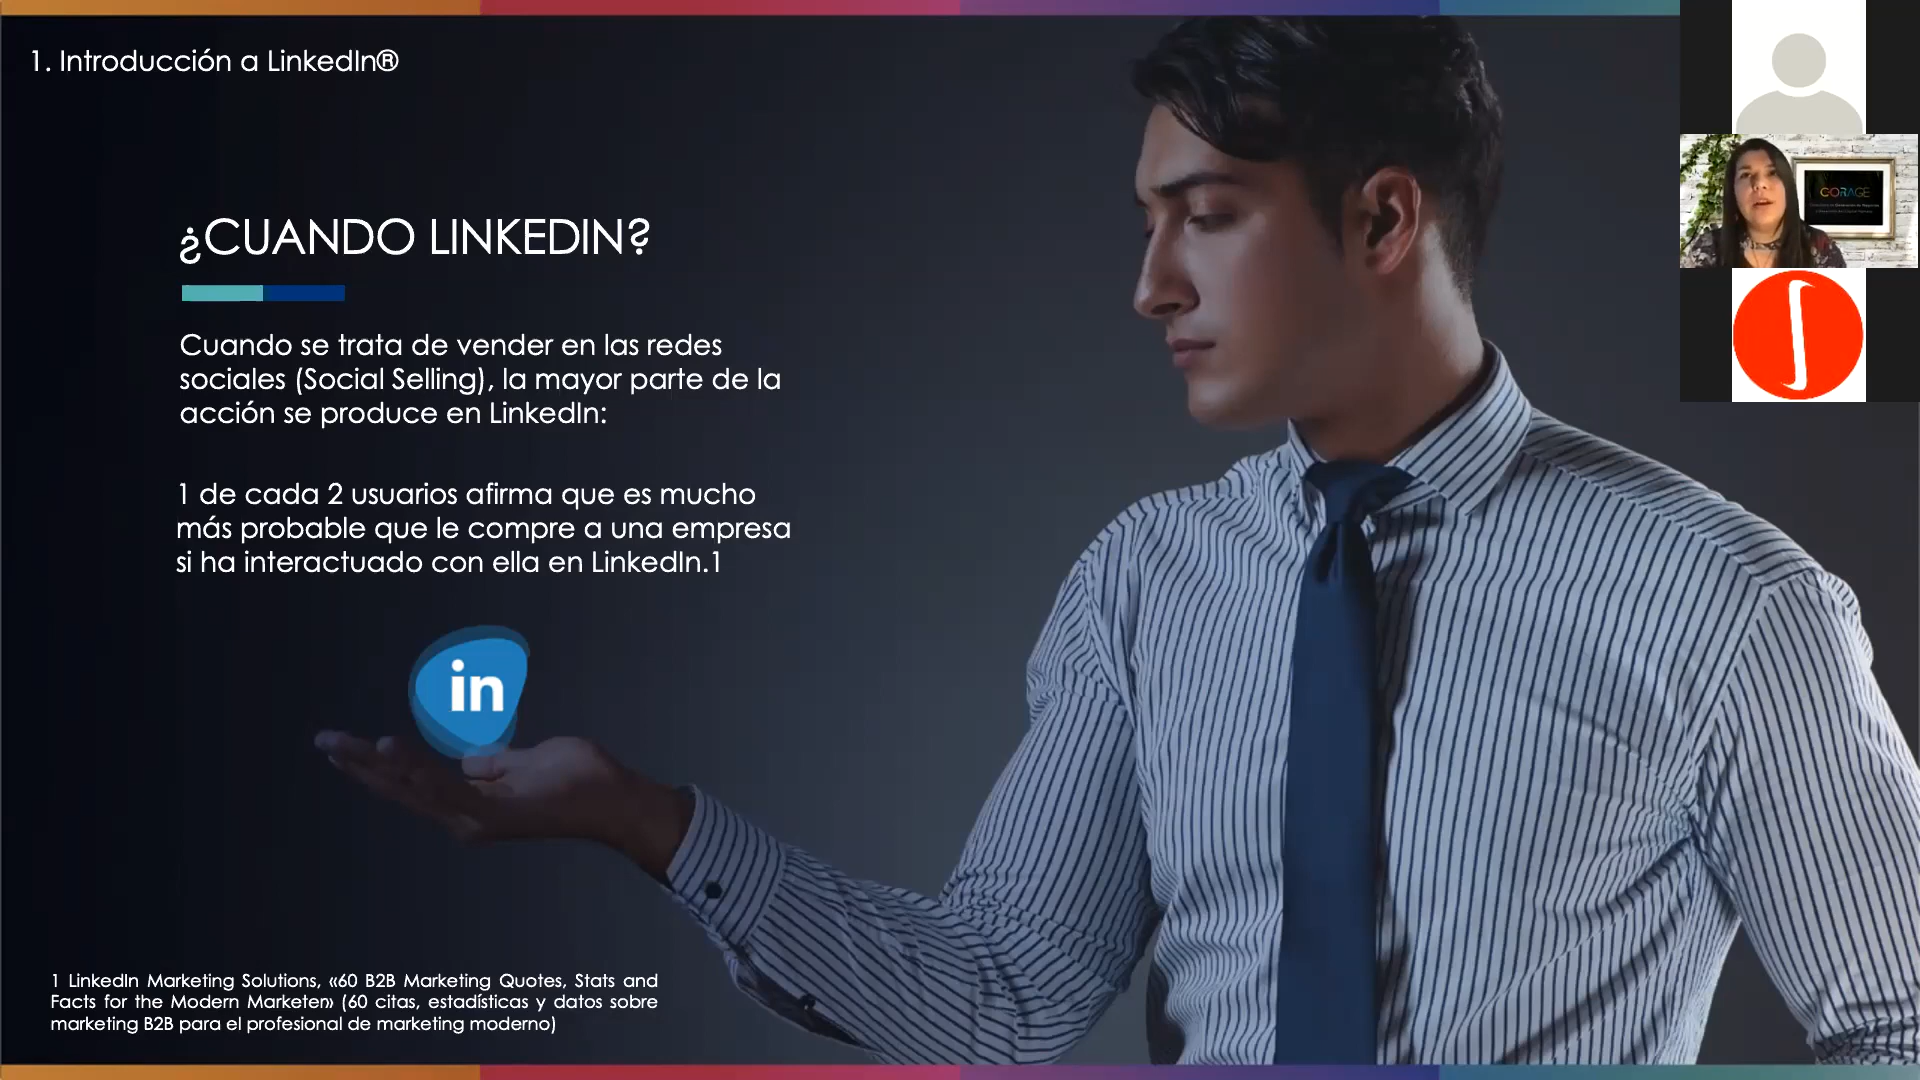 1. Introducción a LinkedIn®
¿CUANDO LINKEDIN?
Cuando se trata de vender en las redes
sociales (Social Selling), la mayor parte de la
acción se produce en LinkedIn:
1 de cada 2 usuarios afirma que es mucho
más probable que le compre a una empresa
si ha interactuado con ella en LinkedIn.1
in
1 LinkedIn Marketing Solutions, «60 B2B Marketing Quotes, Stats and
Facts for the Modern Marketen» (60 citas, estadísticas y datos sobre
marketing B2B para el profesional de marketing moderno)
CORAGE